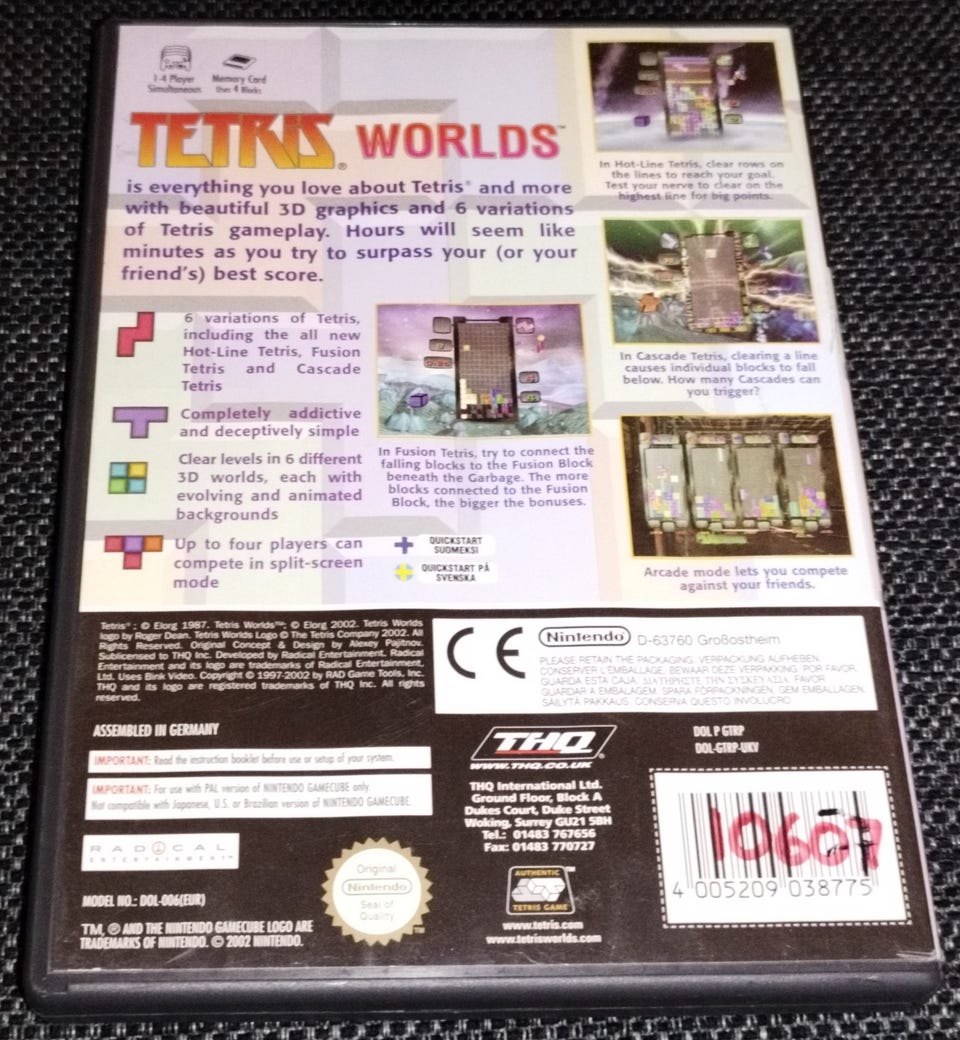 1-4 Player
Simultaneous
Memory Card
Uses 4 Blocks
TETRIS® WORLDS™
is everything you love about Tetris® and more
with beautiful 3D graphics and 6 variations
of Tetris gameplay. Hours will seem like
minutes as you try to surpass your (or your
friend's) best score.
6 variations of Tetris,
including the all new
Hot-Line Tetris, Fusion
Tetris and Cascade
Tetris
Completely addictive
and deceptively simple
Clear levels in 6 different
3D worlds, each with
evolving and animated
backgrounds
Up to four players can
compete in split-screen
mode
In Fusion Tetris, try to connect the
falling blocks to the Fusion Block
beneath the Garbage. The more
blocks connected to the Fusion
Block, the bigger the bonuses.
QUICKSTART
SUOMEKSI
QUICKSTART PÅ
SVENSKA
In Hot-Line Tetris, clear rows on
the lines to reach your goal.
Test your nerve to clear on the
highest line for big points.
In Cascade Tetris, clearing a line
causes individual blocks to fall
below. How many Cascades can
you trigger?
Arcade mode lets you compete
against your friends.
Tetris®; © Elorg 1987. Tetris Worlds™; © Elorg 2002. Tetris Worlds
logo by Roger Dean. Tetris Worlds Logo © The Tetris Company 2002. All
Rights Reserved. Original Concept & Design by Alexey Pajitnov.
Sublicensed to THQ Inc. Developed by Radical Entertainment. Radical
Entertainment and its logo are trademarks of Radical Entertainment,
Ltd. Uses Bink Video. Copyright © 1997-2002 by RAD Game Tools, Inc.
THQ and its logo are registered trademarks of THQ Inc. All rights
reserved.
CE
Nintendo D-63760 Großostheim
PLEASE RETAIN THE PACKAGING. VERPACKUNG AUFHEBEN.
CONSERVER L'EMBALLAGE. BEWAAR DEZE VERPAKKING. POR FAVOR,
GUARDA ESTA CAJA. ΔΙΑΤΗΡΗΣΤΕ ΤΗΝ ΣΥΣΚΕΥΑΣΙΑ. FAVOR
GUARDAR A EMBALAGEM. SPARA FÖRPACKNINGEN. GEM EMBALLAGEN.
SÄILYTÄ PAKKAUS. CONSERVA QUESTO INVOLUCRO
ASSEMBLED IN GERMANY
IMPORTANT: Read the instruction booklet before use or setup of your system.
IMPORTANT: For use with PAL version of NINTENDO GAMECUBE only.
Not compatible with Japanese, U.S. or Brazilian version of NINTENDO GAMECUBE.
RADICAL
ENTERTAINMENT™
MODEL NO.: DOL-006(EUR)
TM, ® AND THE NINTENDO GAMECUBE LOGO ARE
TRADEMARKS OF NINTENDO. © 2002 NINTENDO.
Original
Nintendo
Seal of
Quality
TM
THQ®
WWW.THQ.CO.UK
THQ International Ltd.
Ground Floor, Block A
Dukes Court, Duke Street
Woking, Surrey GU21 5BH
Tel.: 01483 767656
Fax: 01483 770727
AUTHENTIC
TETRIS GAME
www.tetris.com
www.tetrisworlds.com
DOL P GTRP
DOL-GTRP-UKV
10607
4 005209 038775